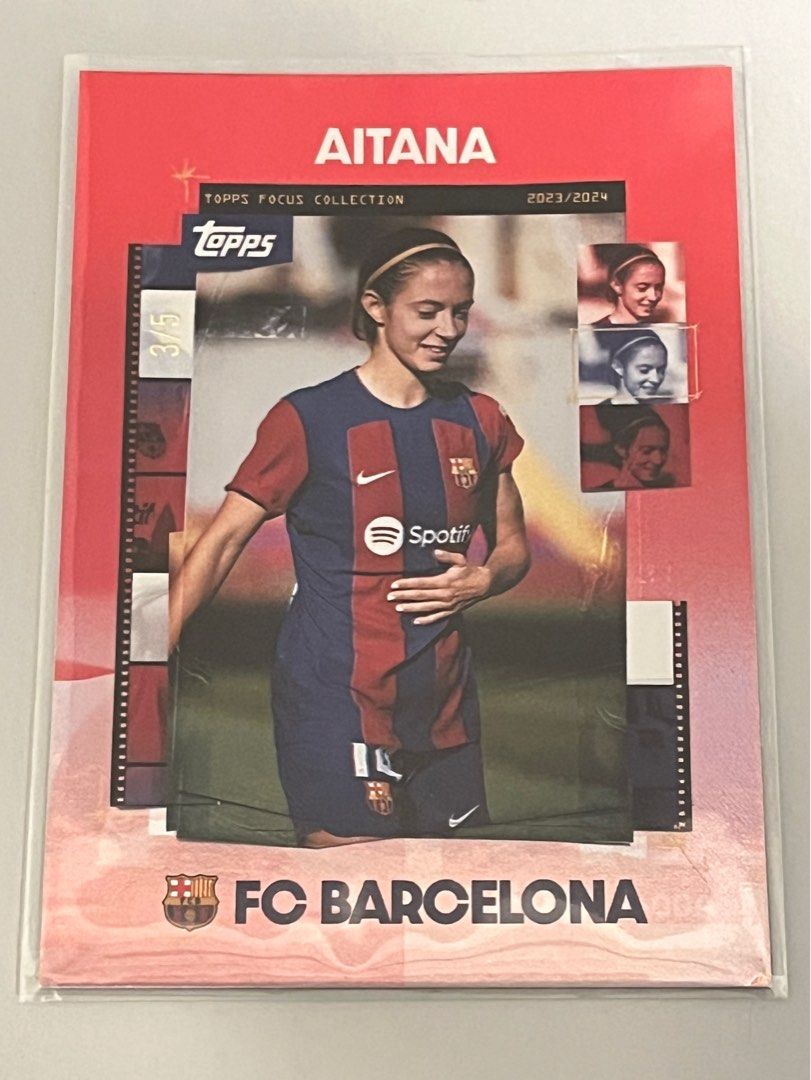 AITANA
TOPPS FOCUS COLLECTION 2023/2024
topps
3/5
Spotify
FC BARCELONA